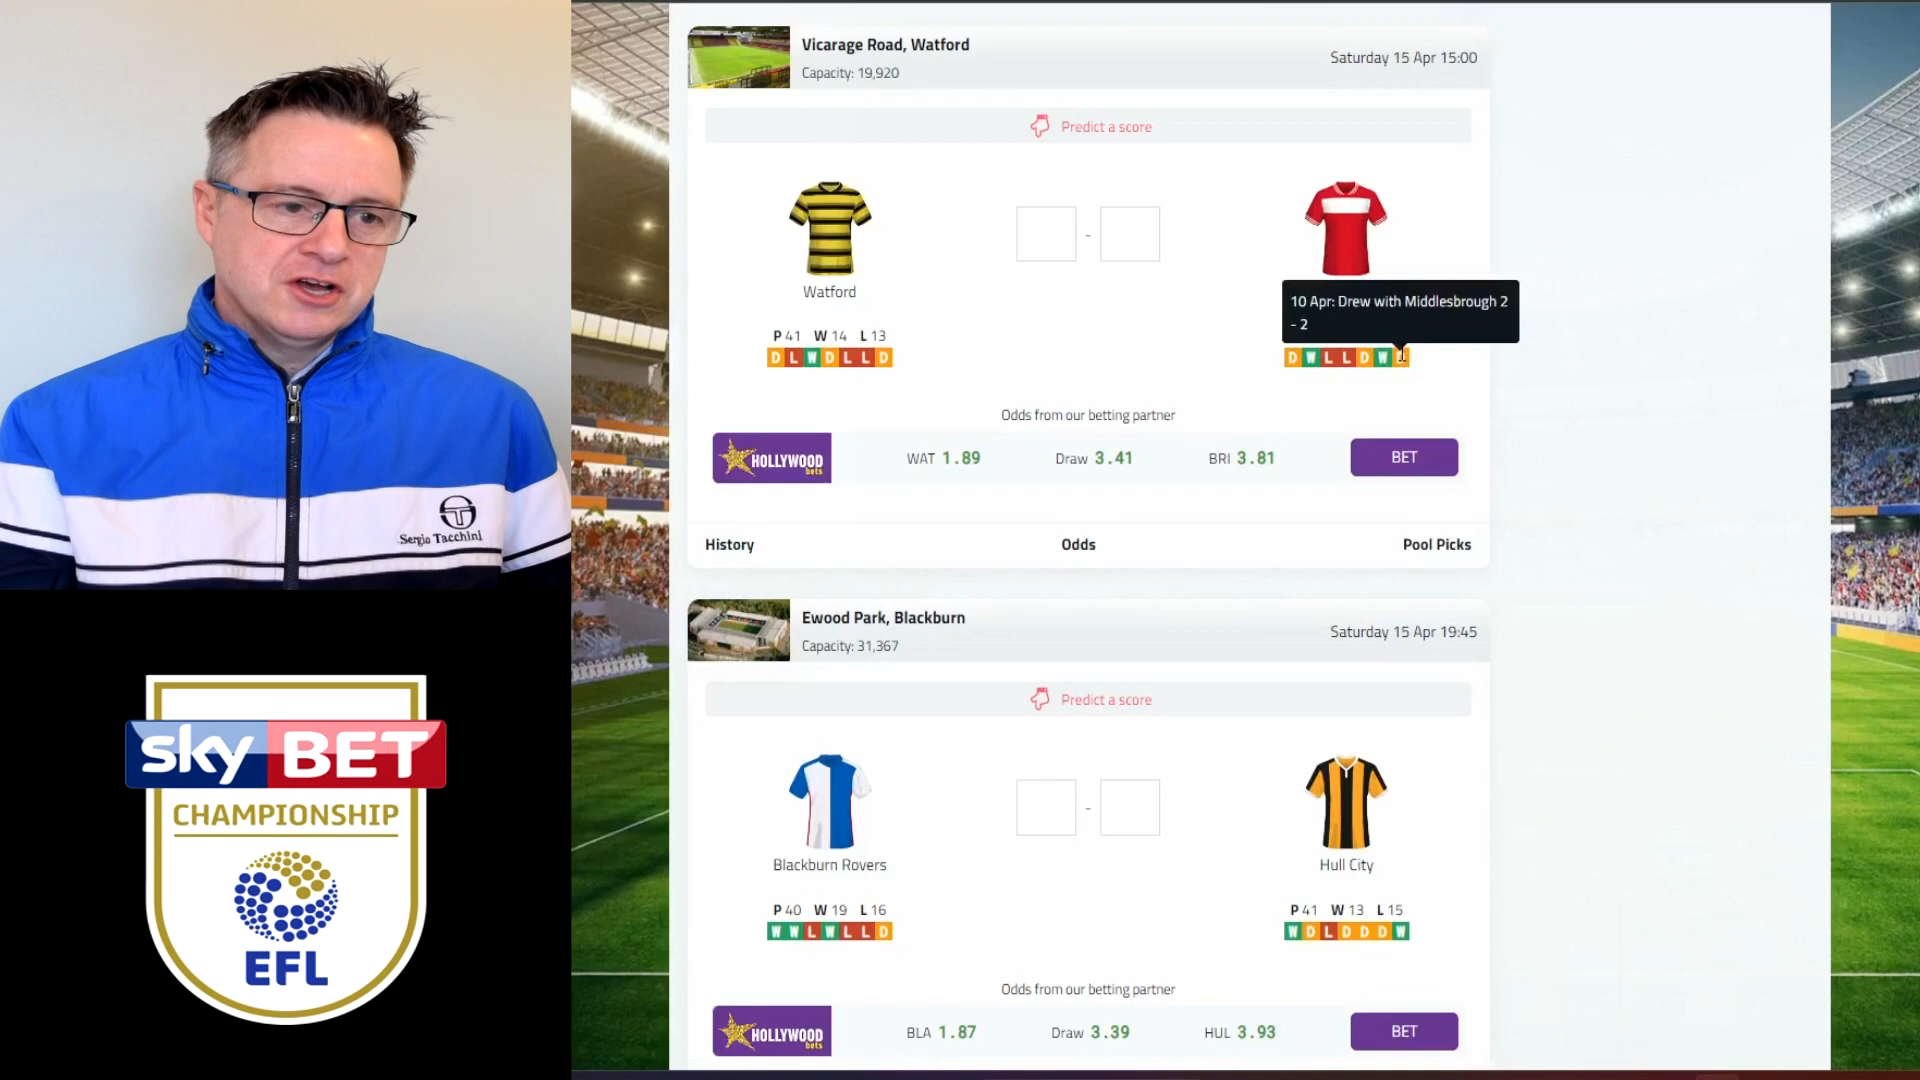 Vicarage Road, Watford
Capacity: 19,920
Saturday 15 Apr 15:00
Predict a score
-
Watford
10 Apr: Drew with Middlesbrough 2
- 2
P 41 W 14 L 13
D L W D L L D
D W L L D W
Odds from our betting partner
HOLLYWOOD
bets
WAT 1.89
Draw 3.41
BRI 3.81
BET
History
Odds
Pool Picks
Ewood Park, Blackburn
Capacity: 31,367
Saturday 15 Apr 19:45
Predict a score
-
Blackburn Rovers
Hull City
P 40 W 19 L 16
P 41 W 13 L 15
W W L W L L D
W D L D D D W
Odds from our betting partner
HOLLYWOOD
bets
BLA 1.87
Draw 3.39
HUL 3.93
BET
Sergio Tacchini
sky BET
CHAMPIONSHIP
EFL